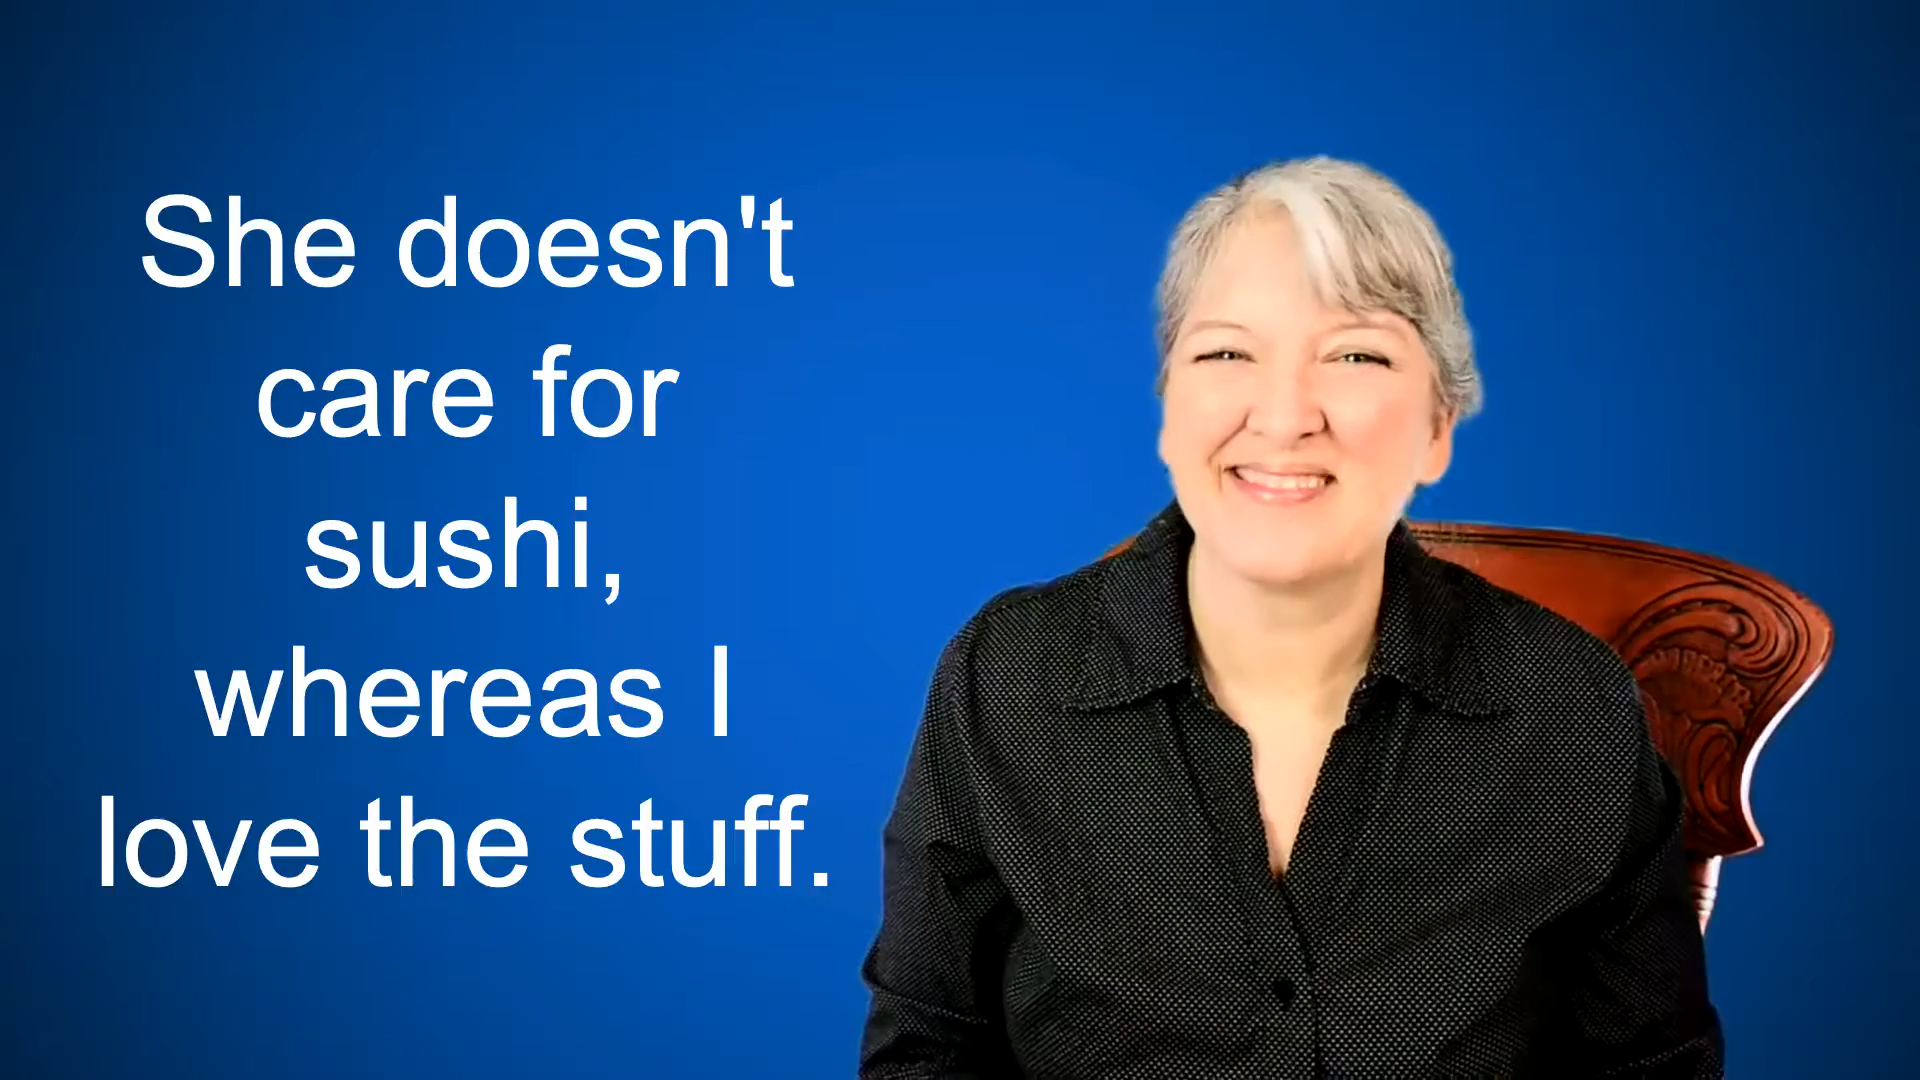 She doesn't
care for
sushi,
whereas I
love the stuff.